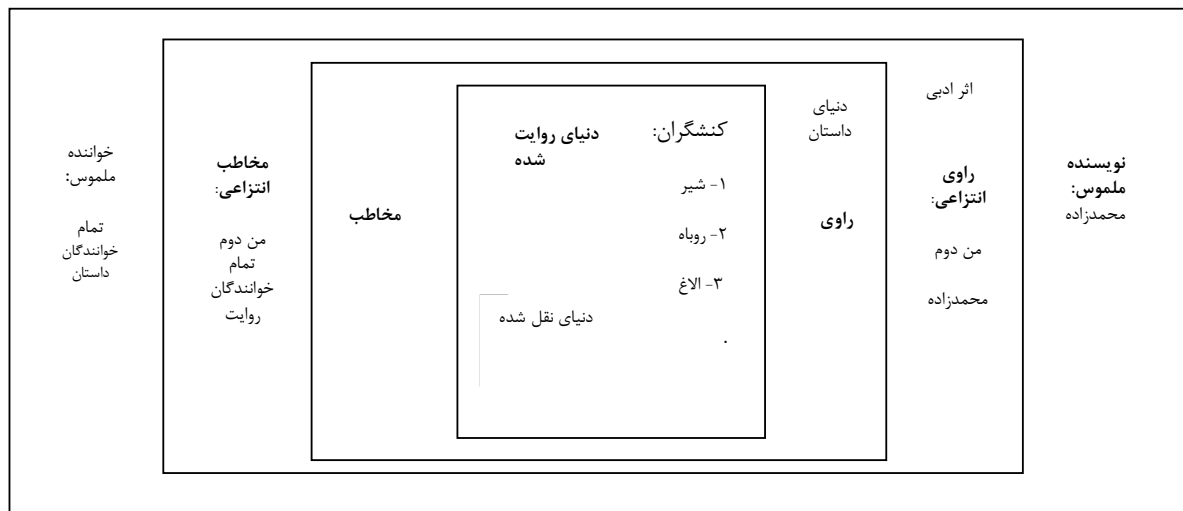 نویسنده
ملموس:
محمدزاده
اثر ادبی
راوی
انتزاعی:
من دوم
محمدزاده
دنیای
داستان
راوی
کنشگران:
۱- شیر
۲- روباه
۳- الاغ
.
دنیای روایت
شده
دنیای نقل شده
مخاطب
مخاطب
انتزاعی:
من دوم
تمام
خوانندگان
روایت
خواننده
ملموس:
تمام
خوانندگان
داستان